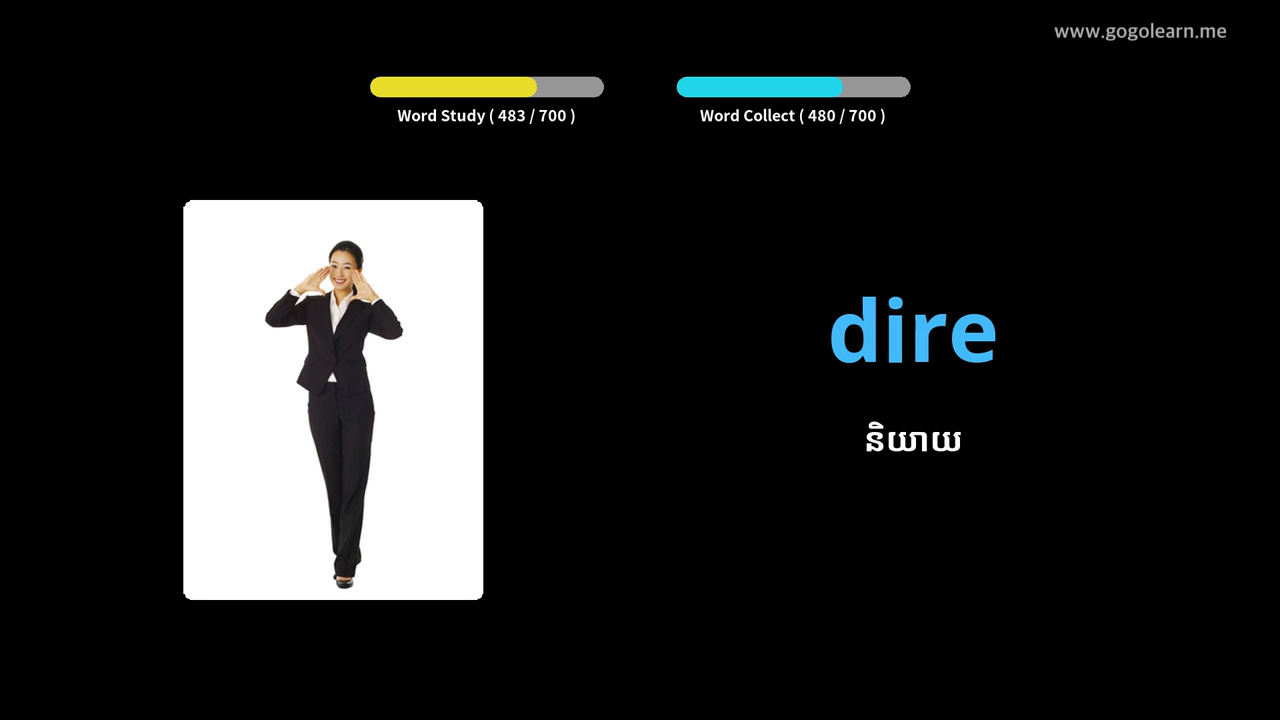 www.gogolearn.me
Word Study ( 483 / 700 )
Word Collect ( 480 / 700 )
dire
និយាយ